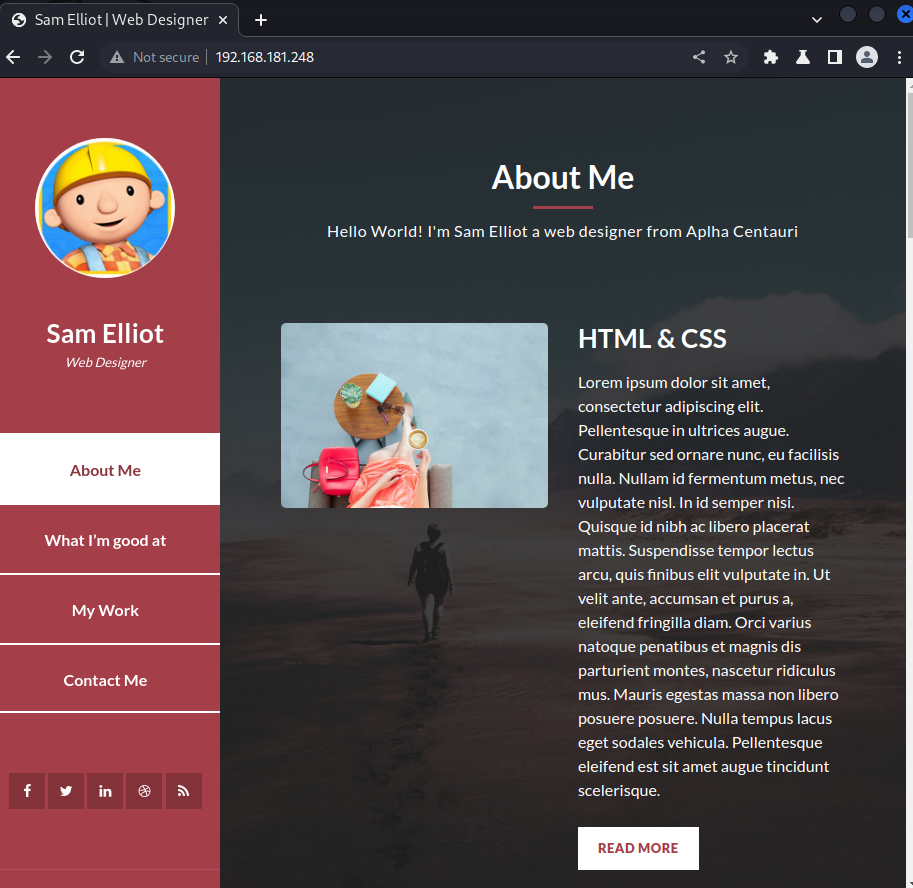 Sam Elliot | Web Designer
Not secure | 192.168.181.248
Sam Elliot
Web Designer
About Me
What I'm good at
My Work
Contact Me
About Me
Hello World! I'm Sam Elliot a web designer from Aplha Centauri
HTML & CSS
Lorem ipsum dolor sit amet,
consectetur adipiscing elit.
Pellentesque in ultrices augue.
Curabitur sed ornare nunc, eu facilisis
nulla. Nullam id fermentum metus, nec
vulputate nisl. In id semper nisi.
Quisque id nibh ac libero placerat
mattis. Suspendisse tempor lectus
arcu, quis finibus elit vulputate in. Ut
velit ante, accumsan et purus a,
eleifend fringilla diam. Orci varius
natoque penatibus et magnis dis
parturient montes, nascetur ridiculus
mus. Mauris egestas massa non libero
posuere posuere. Nulla tempus lacus
eget sodales vehicula. Pellentesque
eleifend est sit amet augue tincidunt
scelerisque.
READ MORE